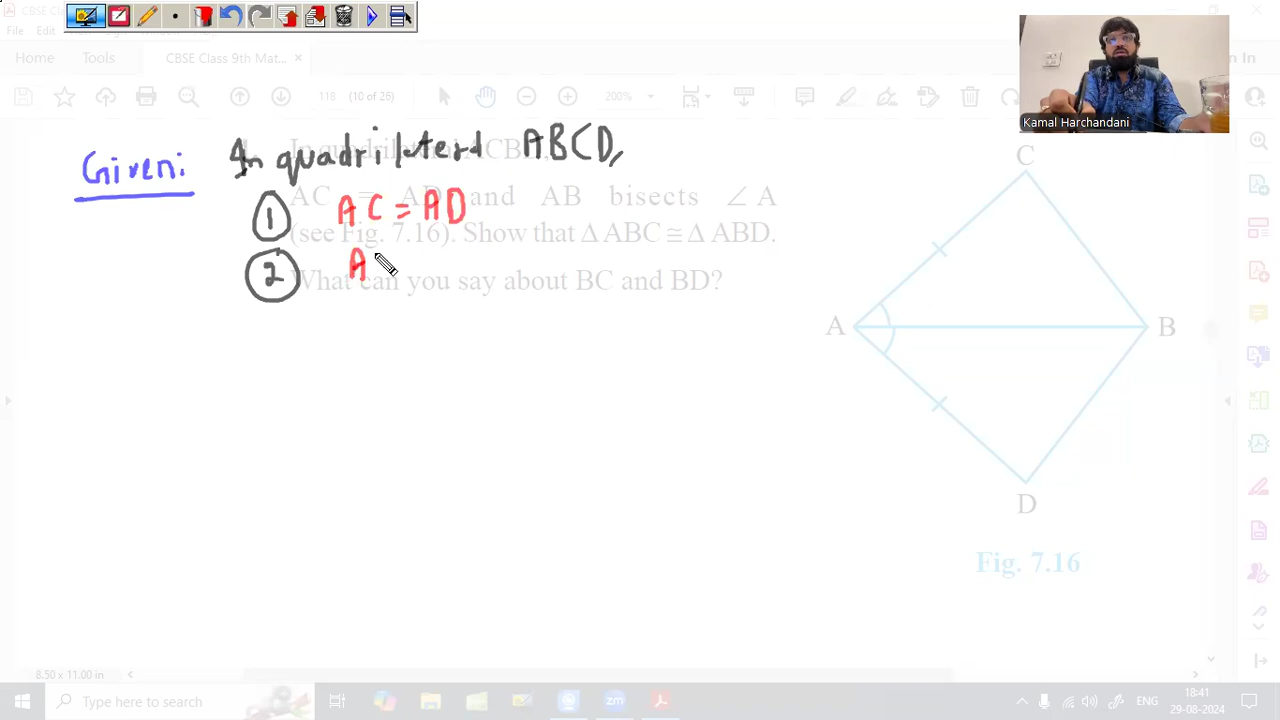 File
Edit
Home
Tools
CBSE Class 9th Mat... ×
In
118 (10 of 26)
200%
Kamal Harchandani
Given: In quadrilateral ABCD,
In quadrilateral ACBD,
① AC = AD
AC = AD and AB bisects ∠ A
(see Fig. 7.16). Show that Δ ABC ≅ Δ ABD.
② A
What can you say about BC and BD?
C
A
B
D
Fig. 7.16
8.50 x 11.00 in
Type here to search
zm
ENG
18:41
29-08-2024